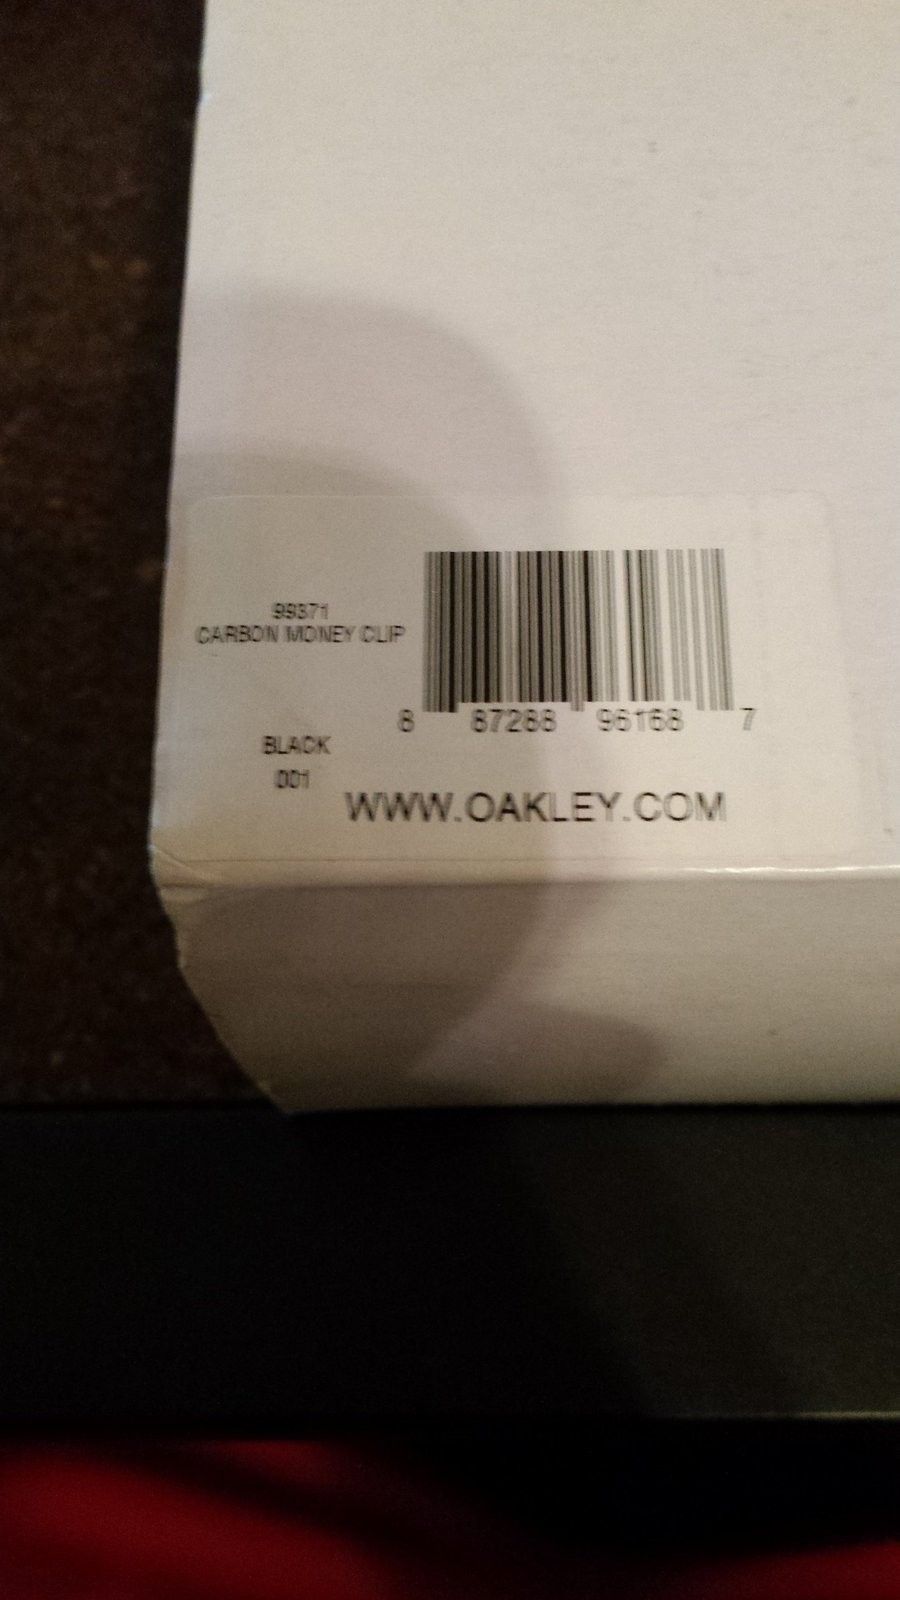 99371
CARBON MONEY CLIP
8 87288 96168 7
BLACK
001
WWW.OAKLEY.COM